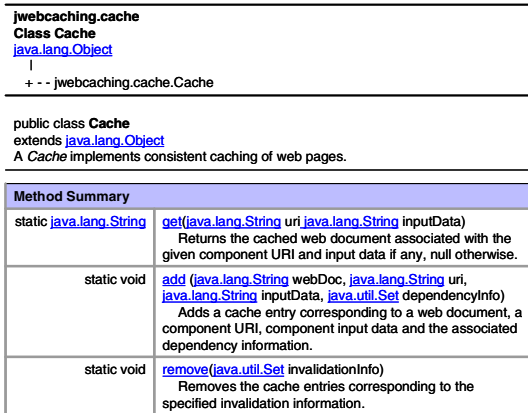 jwebcaching.cache
Class Cache
java.lang.Object
|
+ - - jwebcaching.cache.Cache
public class Cache
extends java.lang.Object
A Cache implements consistent caching of web pages.
Method Summary
static java.lang.String get(java.lang.String uri java.lang.String inputData)
Returns the cached web document associated with the
given component URI and input data if any, null otherwise.
static void add (java.lang.String webDoc, java.lang.String uri,
java.lang.String inputData, java.util.Set dependencyInfo)
Adds a cache entry corresponding to a web document, a
component URI, component input data and the associated
dependency information.
static void remove(java.util.Set invalidationInfo)
Removes the cache entries corresponding to the
specified invalidation information.